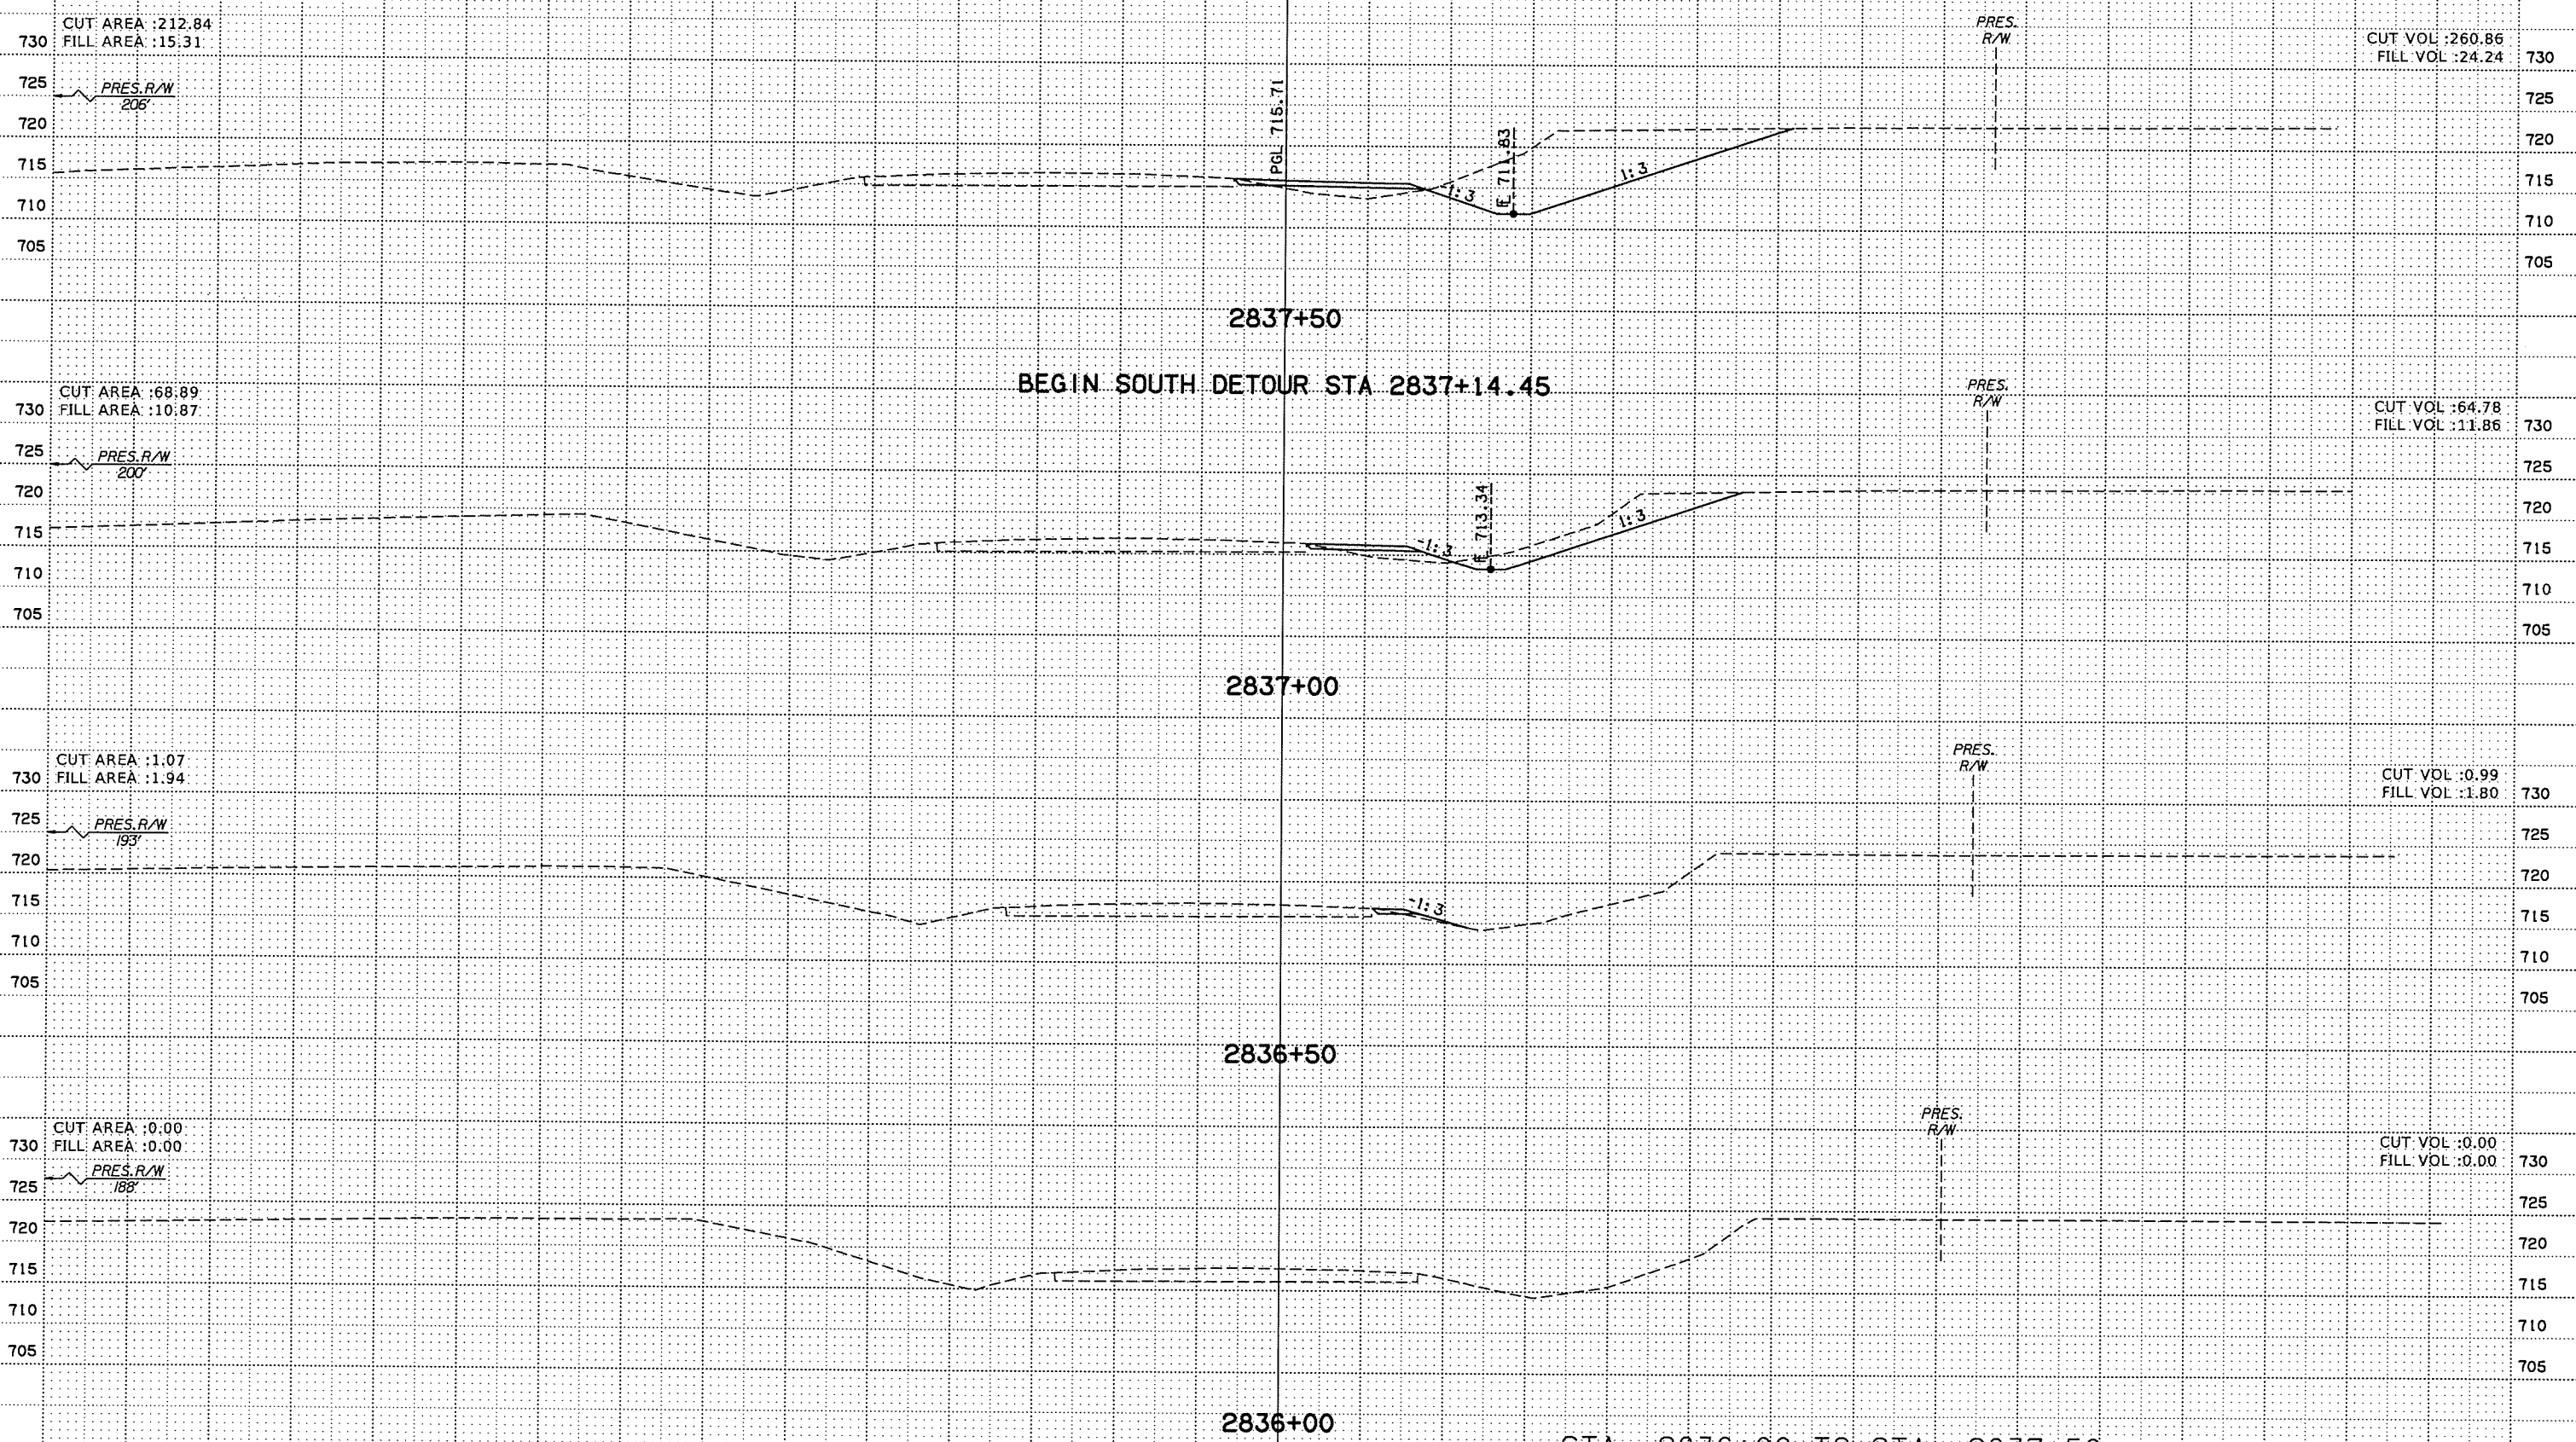 CUT AREA :212.84
FILL AREA :15.31
CUT VOL :260.86
FILL VOL :24.24
PRES.
R/W
730
730
725
725
720
720
715
715
710
710
705
705
PRES.R/W
206'
PGL 715.71
E 711.83
1:3
-1:3
2837+50
BEGIN SOUTH DETOUR STA 2837+14.45
CUT AREA :68.89
FILL AREA :10.87
CUT VOL :64.78
FILL VOL :11.86
PRES.
R/W
730
730
725
725
720
720
715
715
710
710
705
705
PRES.R/W
200'
E 713.34
-1:3
1:3
2837+00
CUT AREA :1.07
FILL AREA :1.94
CUT VOL :0.99
FILL VOL :1.80
PRES.
R/W
730
730
725
725
720
720
715
715
710
710
705
705
PRES.R/W
193'
-1:3
2836+50
CUT AREA :0.00
FILL AREA :0.00
CUT VOL :0.00
FILL VOL :0.00
PRES.
R/W
730
730
PRES.R/W
188'
725
725
720
720
715
715
710
710
705
705
2836+00